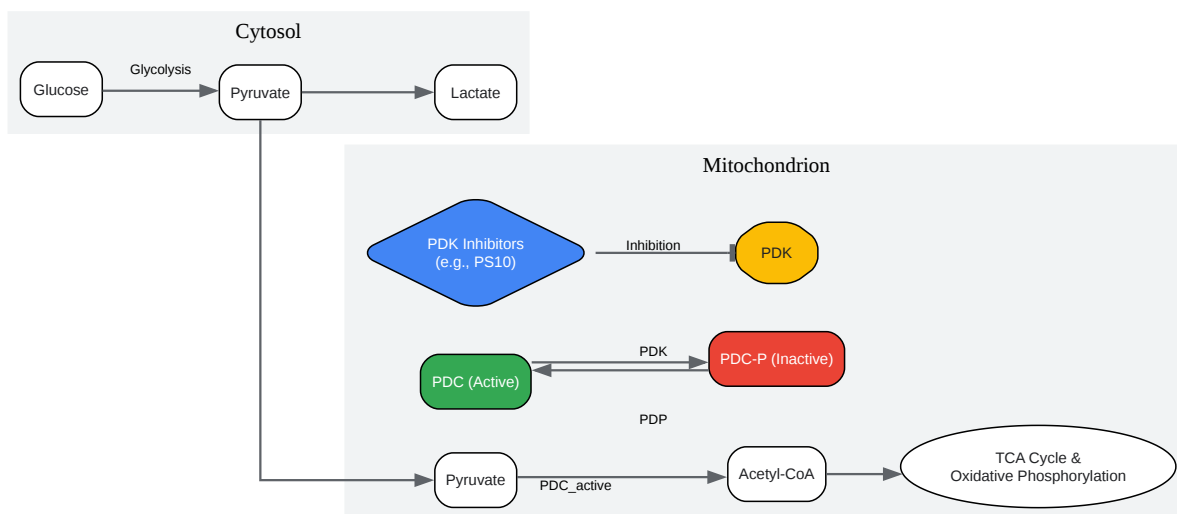 Cytosol
Glycolysis
Glucose
Pyruvate
Lactate
Mitochondrion
PDK Inhibitors
(e.g., PS10)
Inhibition
PDK
PDK
PDC-P (Inactive)
PDC (Active)
PDP
Pyruvate
PDC_active
Acetyl-CoA
TCA Cycle &
Oxidative Phosphorylation